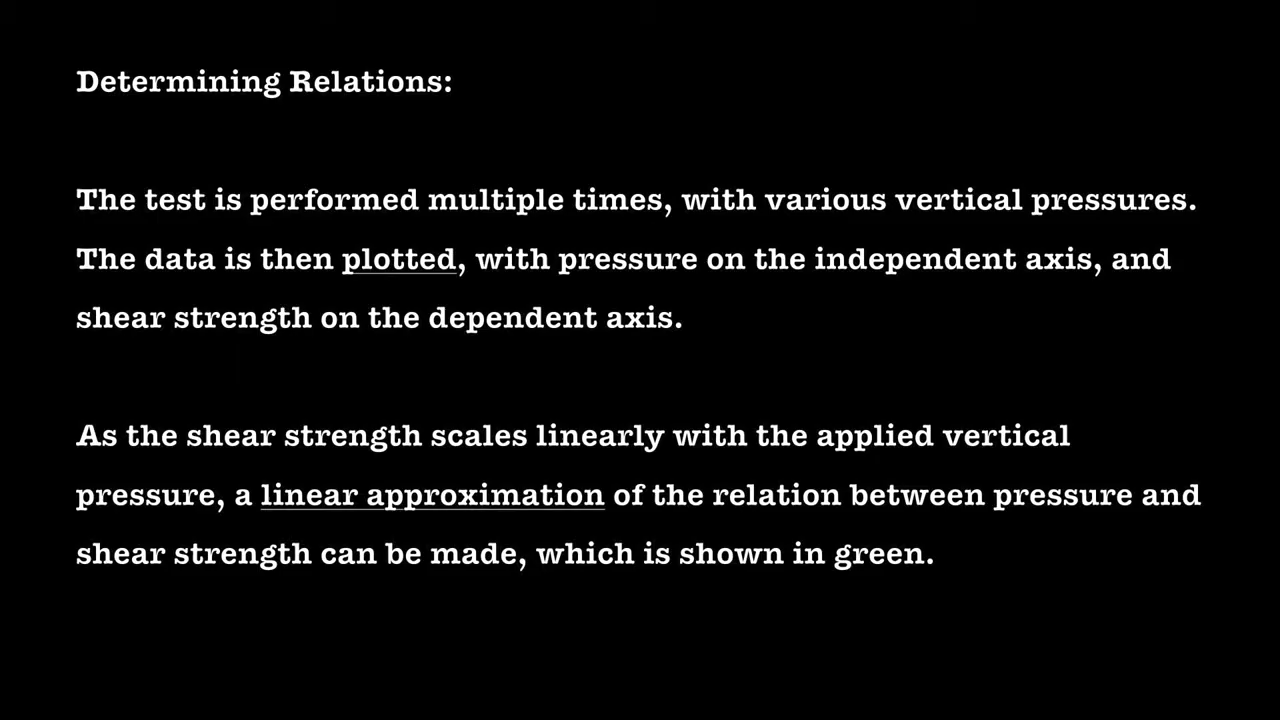 Determining Relations:
The test is performed multiple times, with various vertical pressures.
The data is then plotted, with pressure on the independent axis, and
shear strength on the dependent axis.
As the shear strength scales linearly with the applied vertical
pressure, a linear approximation of the relation between pressure and
shear strength can be made, which is shown in green.